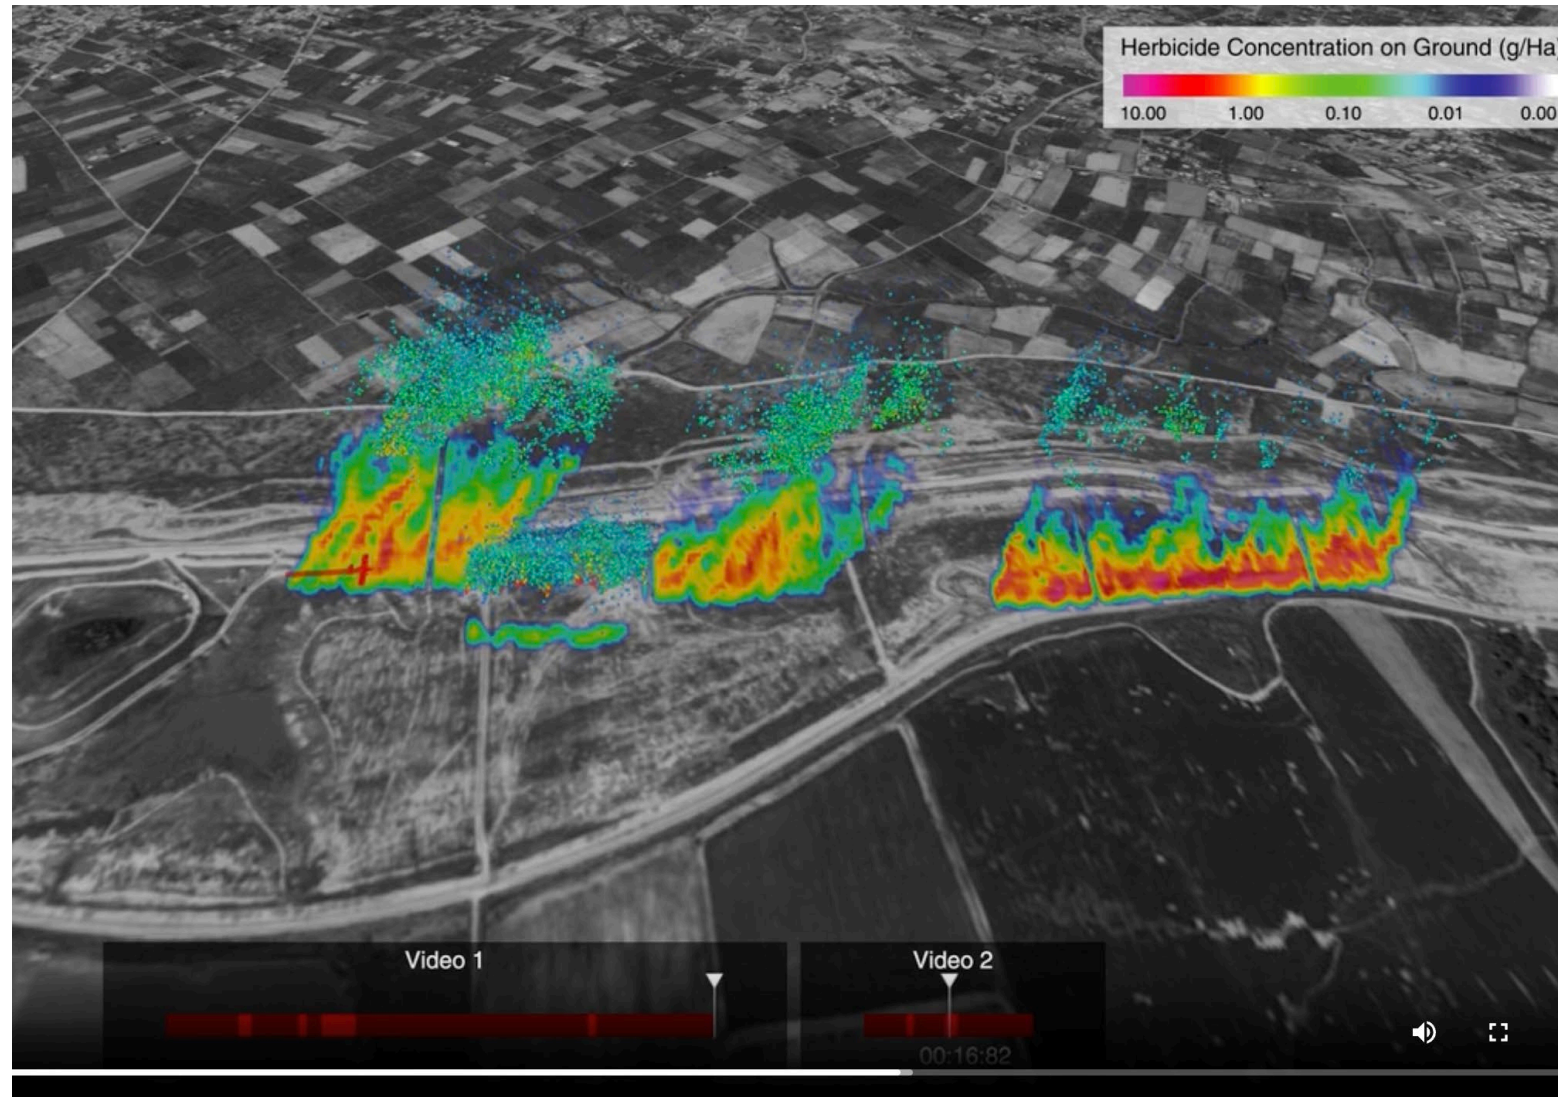 Herbicide Concentration on Ground (g/Ha)
10.00 1.00 0.10 0.01 0.00
Video 1
Video 2
00:16:82